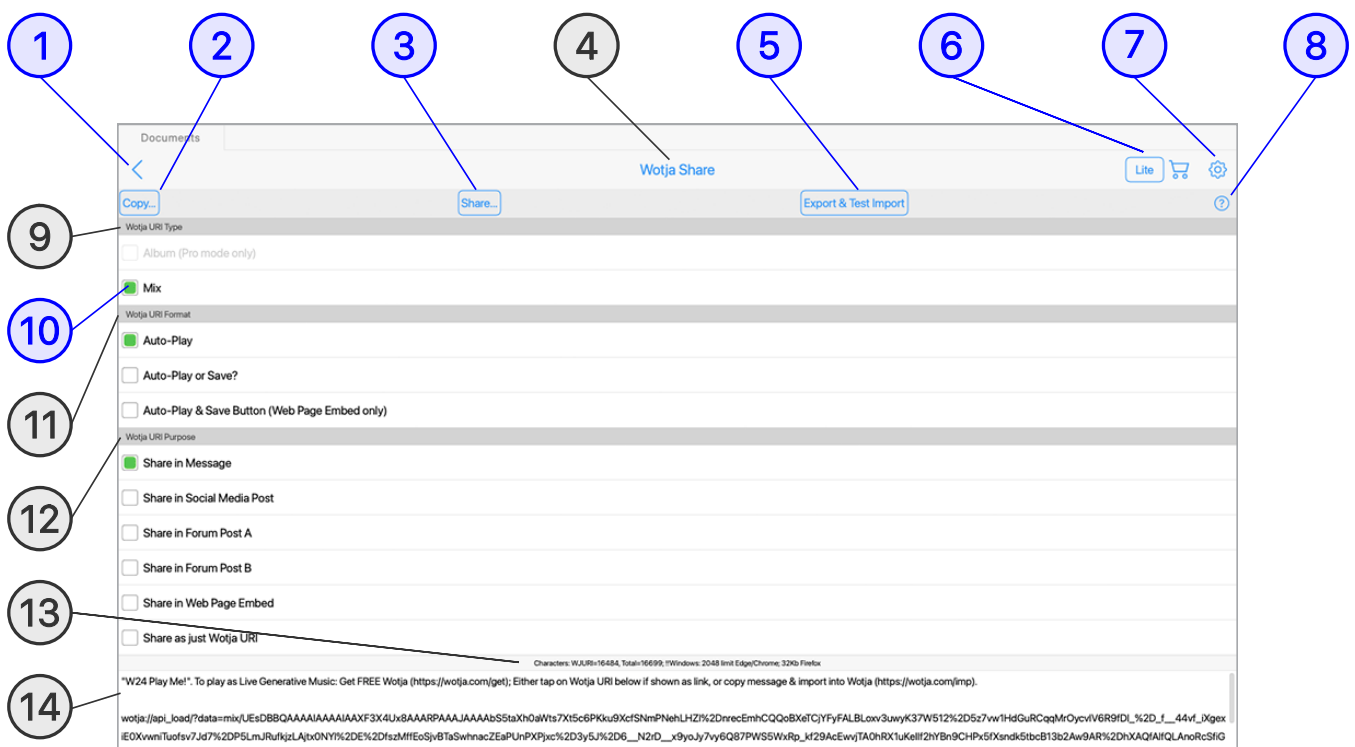 1 2 3 4 5 6 7 8
Documents
Wotja Share Lite
Copy... Share... Export & Test Import ?
9 Wotja URI Type
Album (Pro mode only)
Mix
10 Wotja URI Format
Auto-Play
Auto-Play or Save?
11 Auto-Play & Save Button (Web Page Embed only)
Wotja URI Purpose
Share in Message
Share in Social Media Post
12 Share in Forum Post A
Share in Forum Post B
13 Share in Web Page Embed
Share as just Wotja URI
Characters: WJURI=16484, Total=16699; !!Windows: 2048 limit Edge/Chrome; 32Kb Firefox
14 "W24 Play Me!". To play as Live Generative Music: Get FREE Wotja (https://wotja.com/get); Either tap on Wotja URI below if shown as link, or copy message & import into Wotja (https://wotja.com/imp).